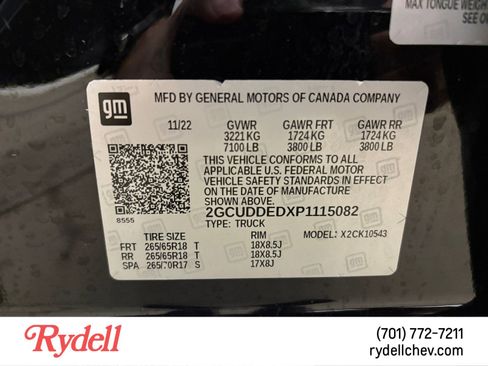 MAX TONGUE WEIGHT
SEE O
gm
MFD BY GENERAL MOTORS OF CANADA COMPANY
11/22 GVWR GAWR FRT GAWR RR
3221 KG 1724 KG 1724 KG
7100 LB 3800 LB 3800 LB
THIS VEHICLE CONFORMS TO ALL
APPLICABLE U.S. FEDERAL MOTOR
VEHICLE SAFETY STANDARDS IN EFFECT
ON THE DATE OF MANUFACTURE
SHOWN ABOVE.
2GCUDDEDXP1115082
8555 TYPE: TRUCK MODEL: X2CK10543
TIRE SIZE RIM
FRT 265/65R18 T 18X8.5J
RR 265/65R18 T 18X8.5J
SPA 265/70R17 S 17X8J
Rydell
(701) 772-7211
rydellchev.com